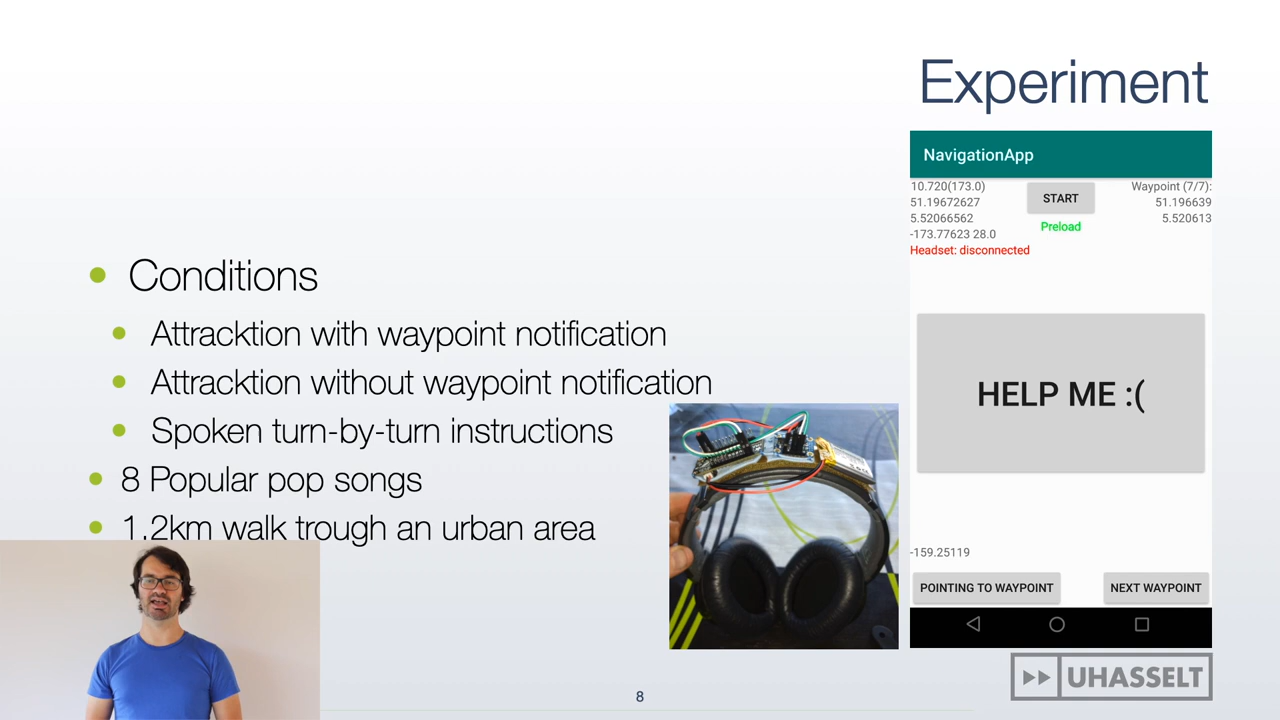 Experiment
Conditions
Attracktion with waypoint notification
Attracktion without waypoint notification
Spoken turn-by-turn instructions
8 Popular pop songs
1.2km walk trough an urban area
NavigationApp
10.720(173.0)
51.19672627
5.52066562
-173.77623 28.0
Headset: disconnected
START
Preload
Waypoint (7/7):
51.196639
5.520613
HELP ME :(
-159.25119
POINTING TO WAYPOINT
NEXT WAYPOINT
UHASSELT
8